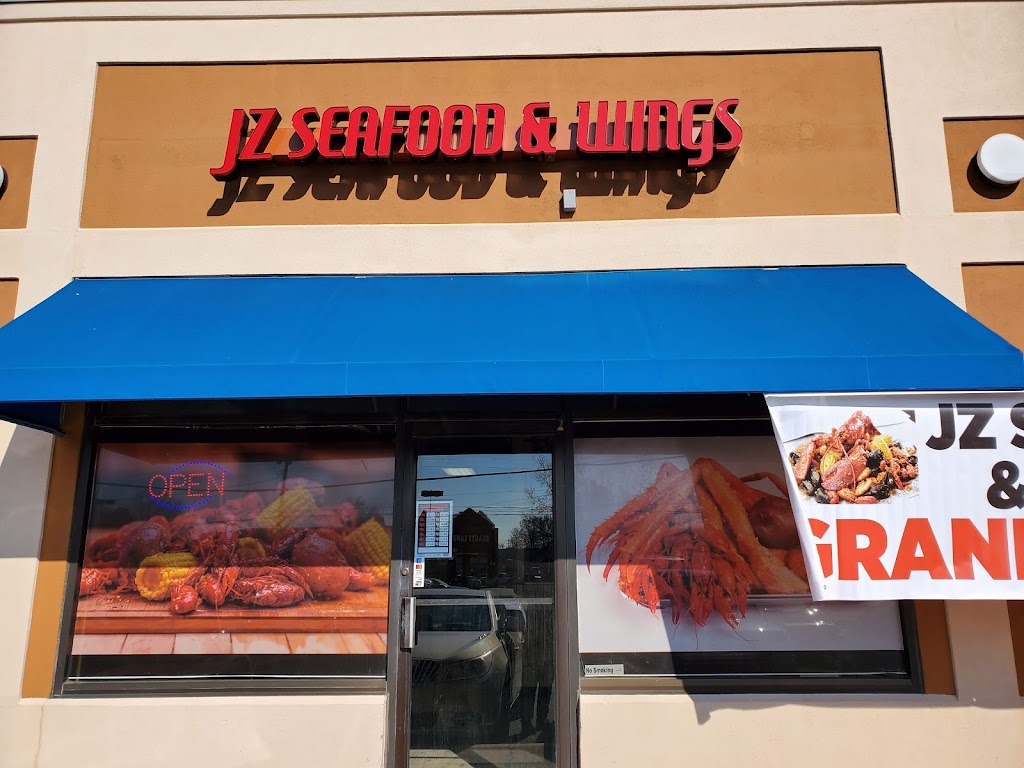 JZ SEAFOOD & WINGS
OPEN
JZ S
&
GRAN
No Smoking